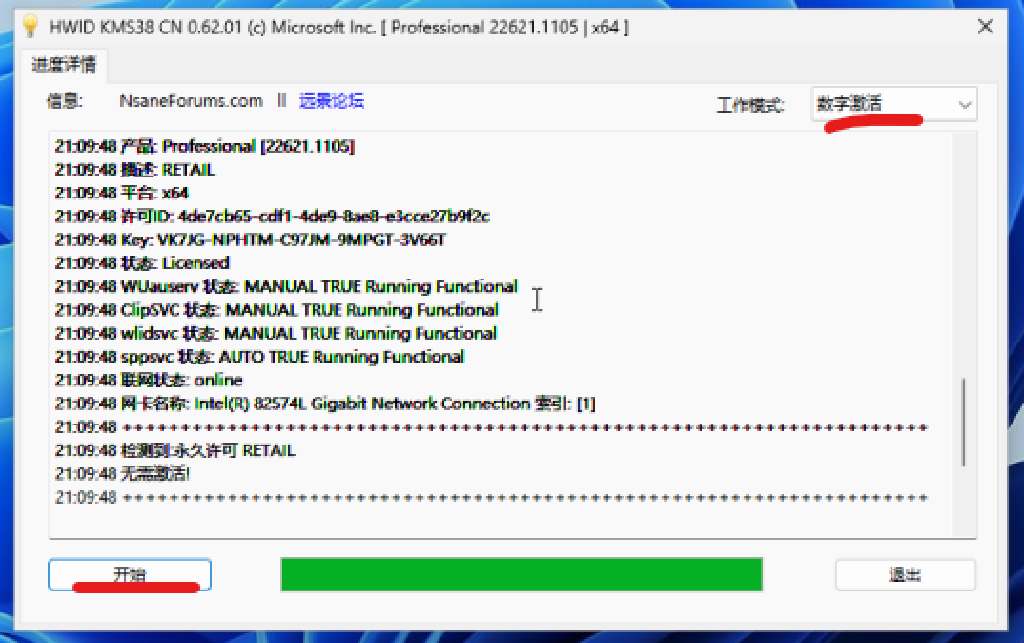 HWID KMS38 CN 0.62.01 (c) Microsoft Inc. [ Professional 22621.1105 | x64 ]
进度详情
信息: NsaneForums.com || 远景论坛 工作模式: 数字激活
21:09:48 产品: Professional [22621.1105]
21:09:48 描述: RETAIL
21:09:48 平台: x64
21:09:48 许可ID: 4de7cb65-cdf1-4de9-8ae8-e3cce27b9f2c
21:09:48 Key: VK7JG-NPHTM-C97JM-9MPGT-3V66T
21:09:48 状态: Licensed
21:09:48 WUauserv 状态: MANUAL TRUE Running Functional
21:09:48 ClipSVC 状态: MANUAL TRUE Running Functional
21:09:48 wlidsvc 状态: MANUAL TRUE Running Functional
21:09:48 sppsvc 状态: AUTO TRUE Running Functional
21:09:48 联网状态: online
21:09:48 网卡名称: Intel(R) 82574L Gigabit Network Connection 索引: [1]
21:09:48 ++++++++++++++++++++++++++++++++++++++++++++++++++++++++++++
21:09:48 检测到:永久许可 RETAIL
21:09:48 无需激活!
21:09:48 ++++++++++++++++++++++++++++++++++++++++++++++++++++++++++++
开始 退出